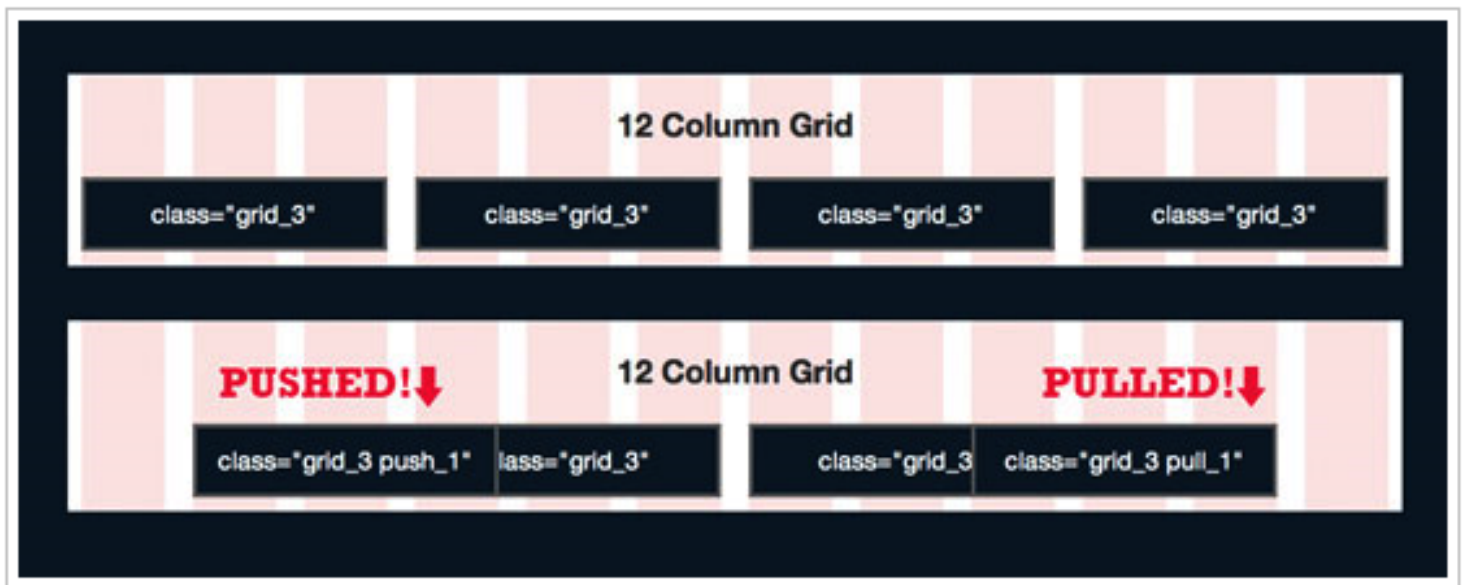 12 Column Grid
class="grid_3" class="grid_3" class="grid_3" class="grid_3"
PUSHED! 12 Column Grid PULLED!
class="grid_3 push_1" lass="grid_3" class="grid_3 class="grid_3 pull_1"